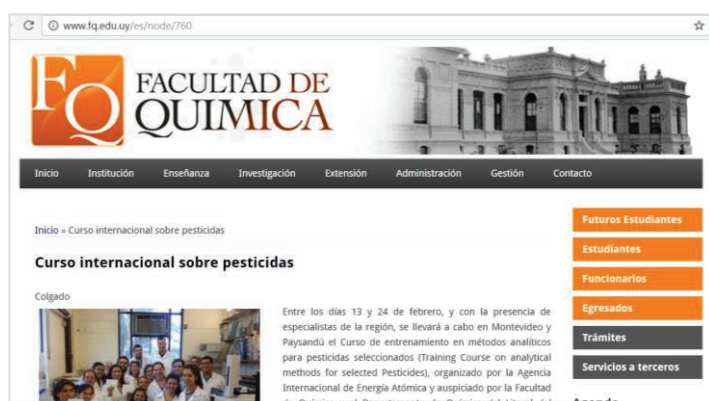 www.fq.edu.uy/es/node/760
FQ
FACULTAD DE
QUIMICA
Inicio Institución Enseñanza Investigación Extensión Administración Gestión Contacto
Inicio » Curso internacional sobre pesticidas
Curso internacional sobre pesticidas
Colgado
Entre los días 13 y 24 de febrero, y con la presencia de
especialistas de la región, se llevará a cabo en Montevideo y
Paysandú el Curso de entrenamiento en métodos analíticos
para pesticidas seleccionados (Training Course on analytical
methods for selected Pesticides), organizado por la Agencia
Internacional de Energía Atómica y auspiciado por la Facultad
Futuros Estudiantes
Estudiantes
Funcionarios
Egresados
Trámites
Servicios a terceros